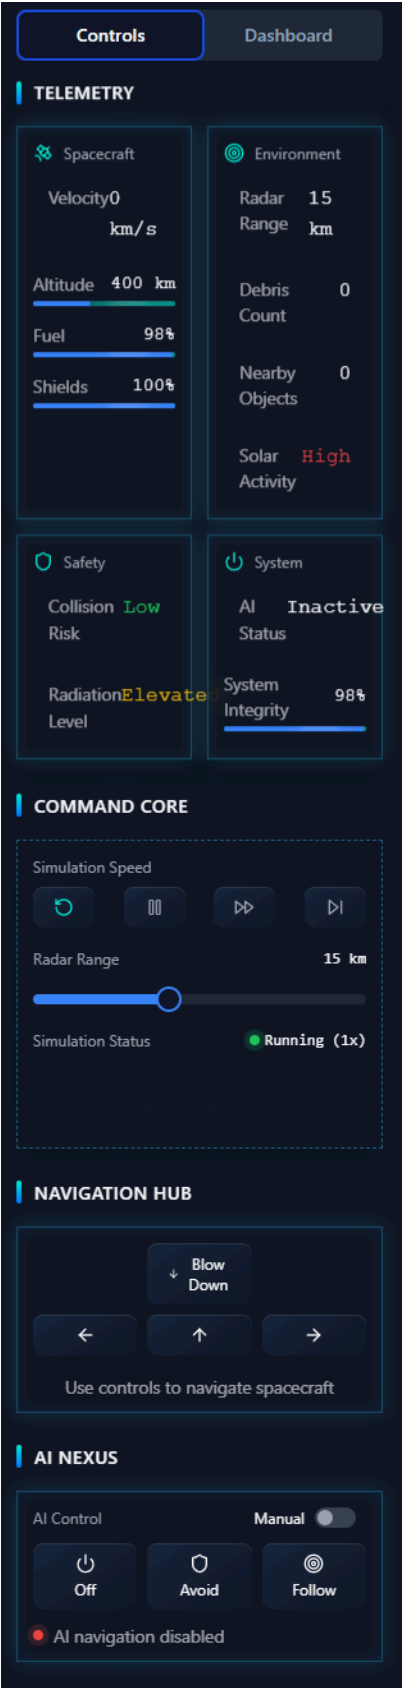 Controls
Dashboard
TELEMETRY
Spacecraft
Velocity0
km/s
Altitude 400 km
Fuel 98%
Shields 100%
Environment
Radar 15
Range km
Debris 0
Count
Nearby 0
Objects
Solar High
Activity
Safety
Collision Low
Risk
RadiationElevated
Level
System
AI Inactive
Status
System
Integrity 98%
COMMAND CORE
Simulation Speed
Radar Range 15 km
Simulation Status Running (1x)
NAVIGATION HUB
Blow
Down
Use controls to navigate spacecraft
AI NEXUS
AI Control Manual
Off
Avoid
Follow
AI navigation disabled